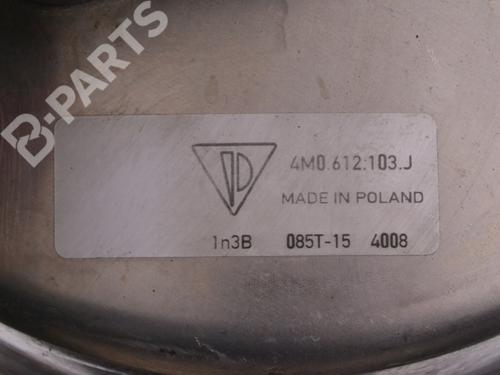 B-PARTS
4M0.612.103.J
MADE IN POLAND
1n3B 085T-15 4008